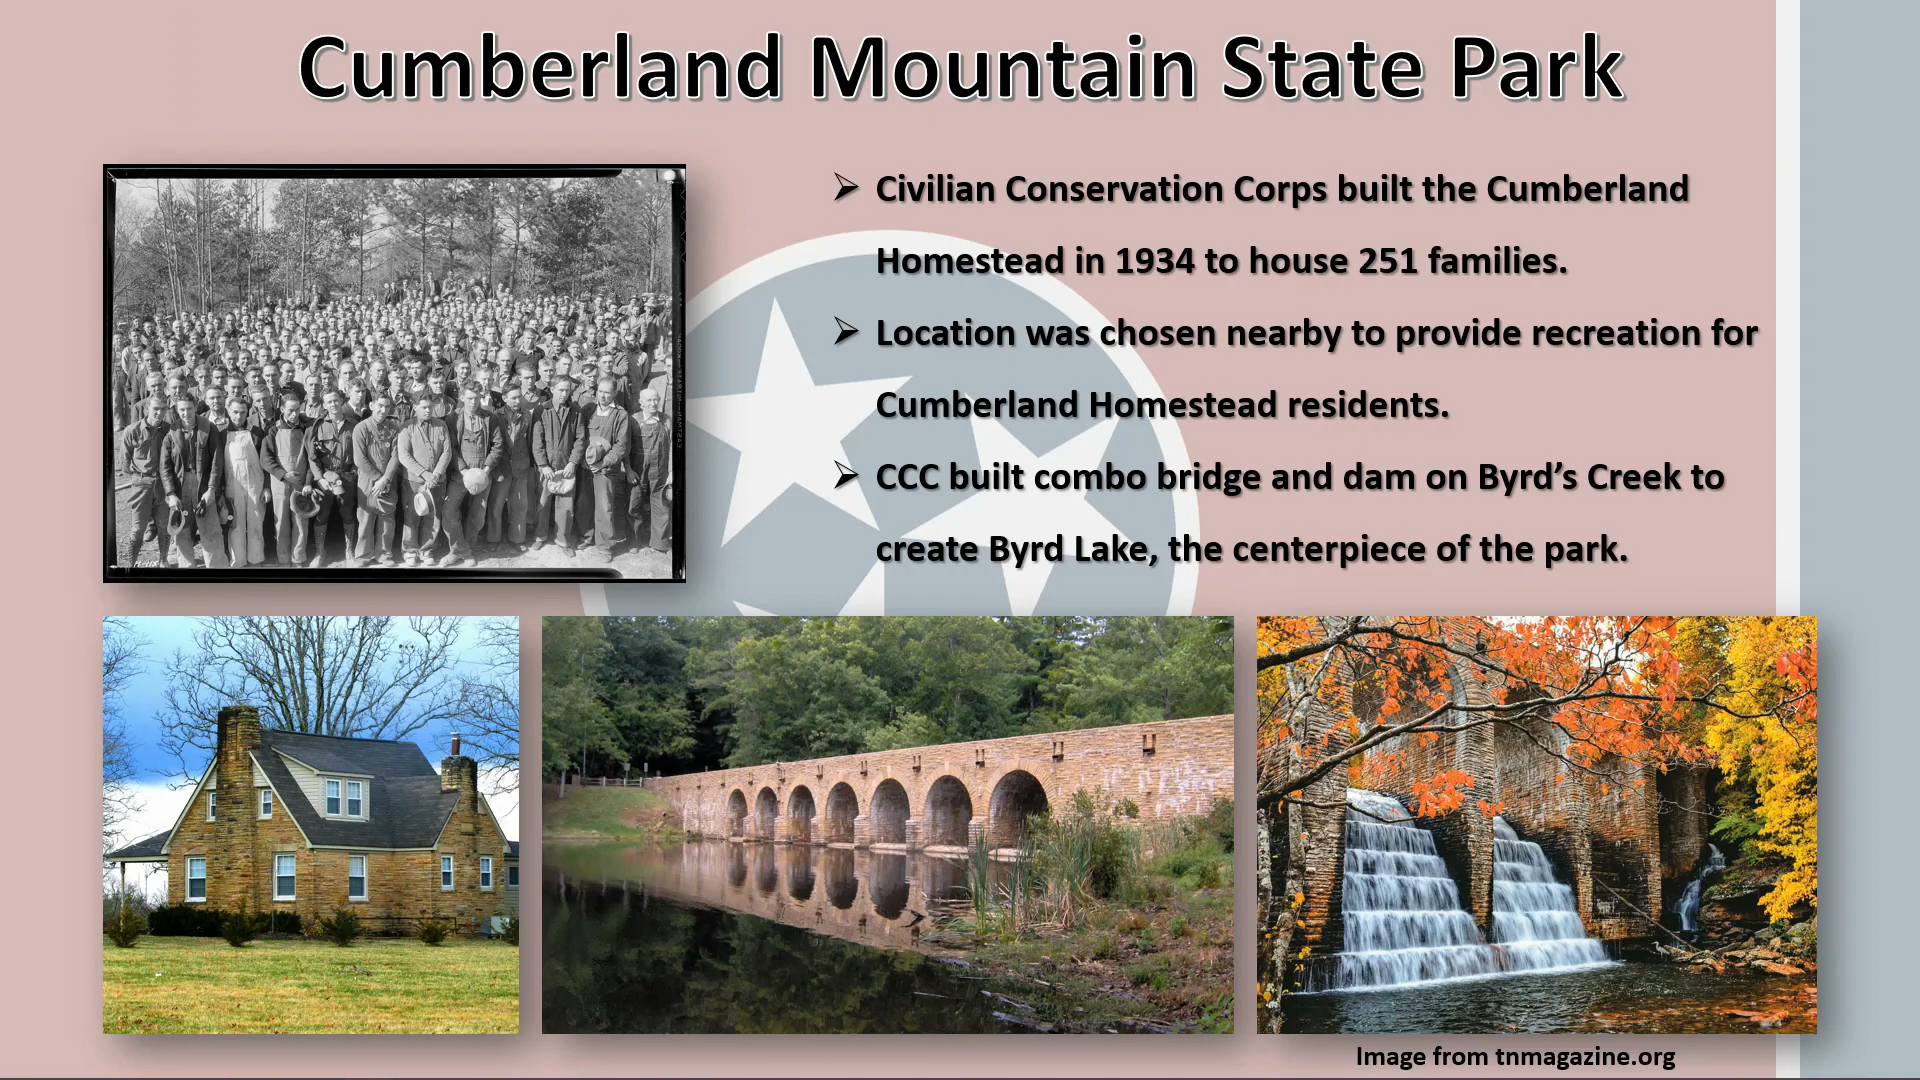 Cumberland Mountain State Park
➢ Civilian Conservation Corps built the Cumberland
Homestead in 1934 to house 251 families.
➢ Location was chosen nearby to provide recreation for
Cumberland Homestead residents.
➢ CCC built combo bridge and dam on Byrd’s Creek to
create Byrd Lake, the centerpiece of the park.
Image from tnmagazine.org